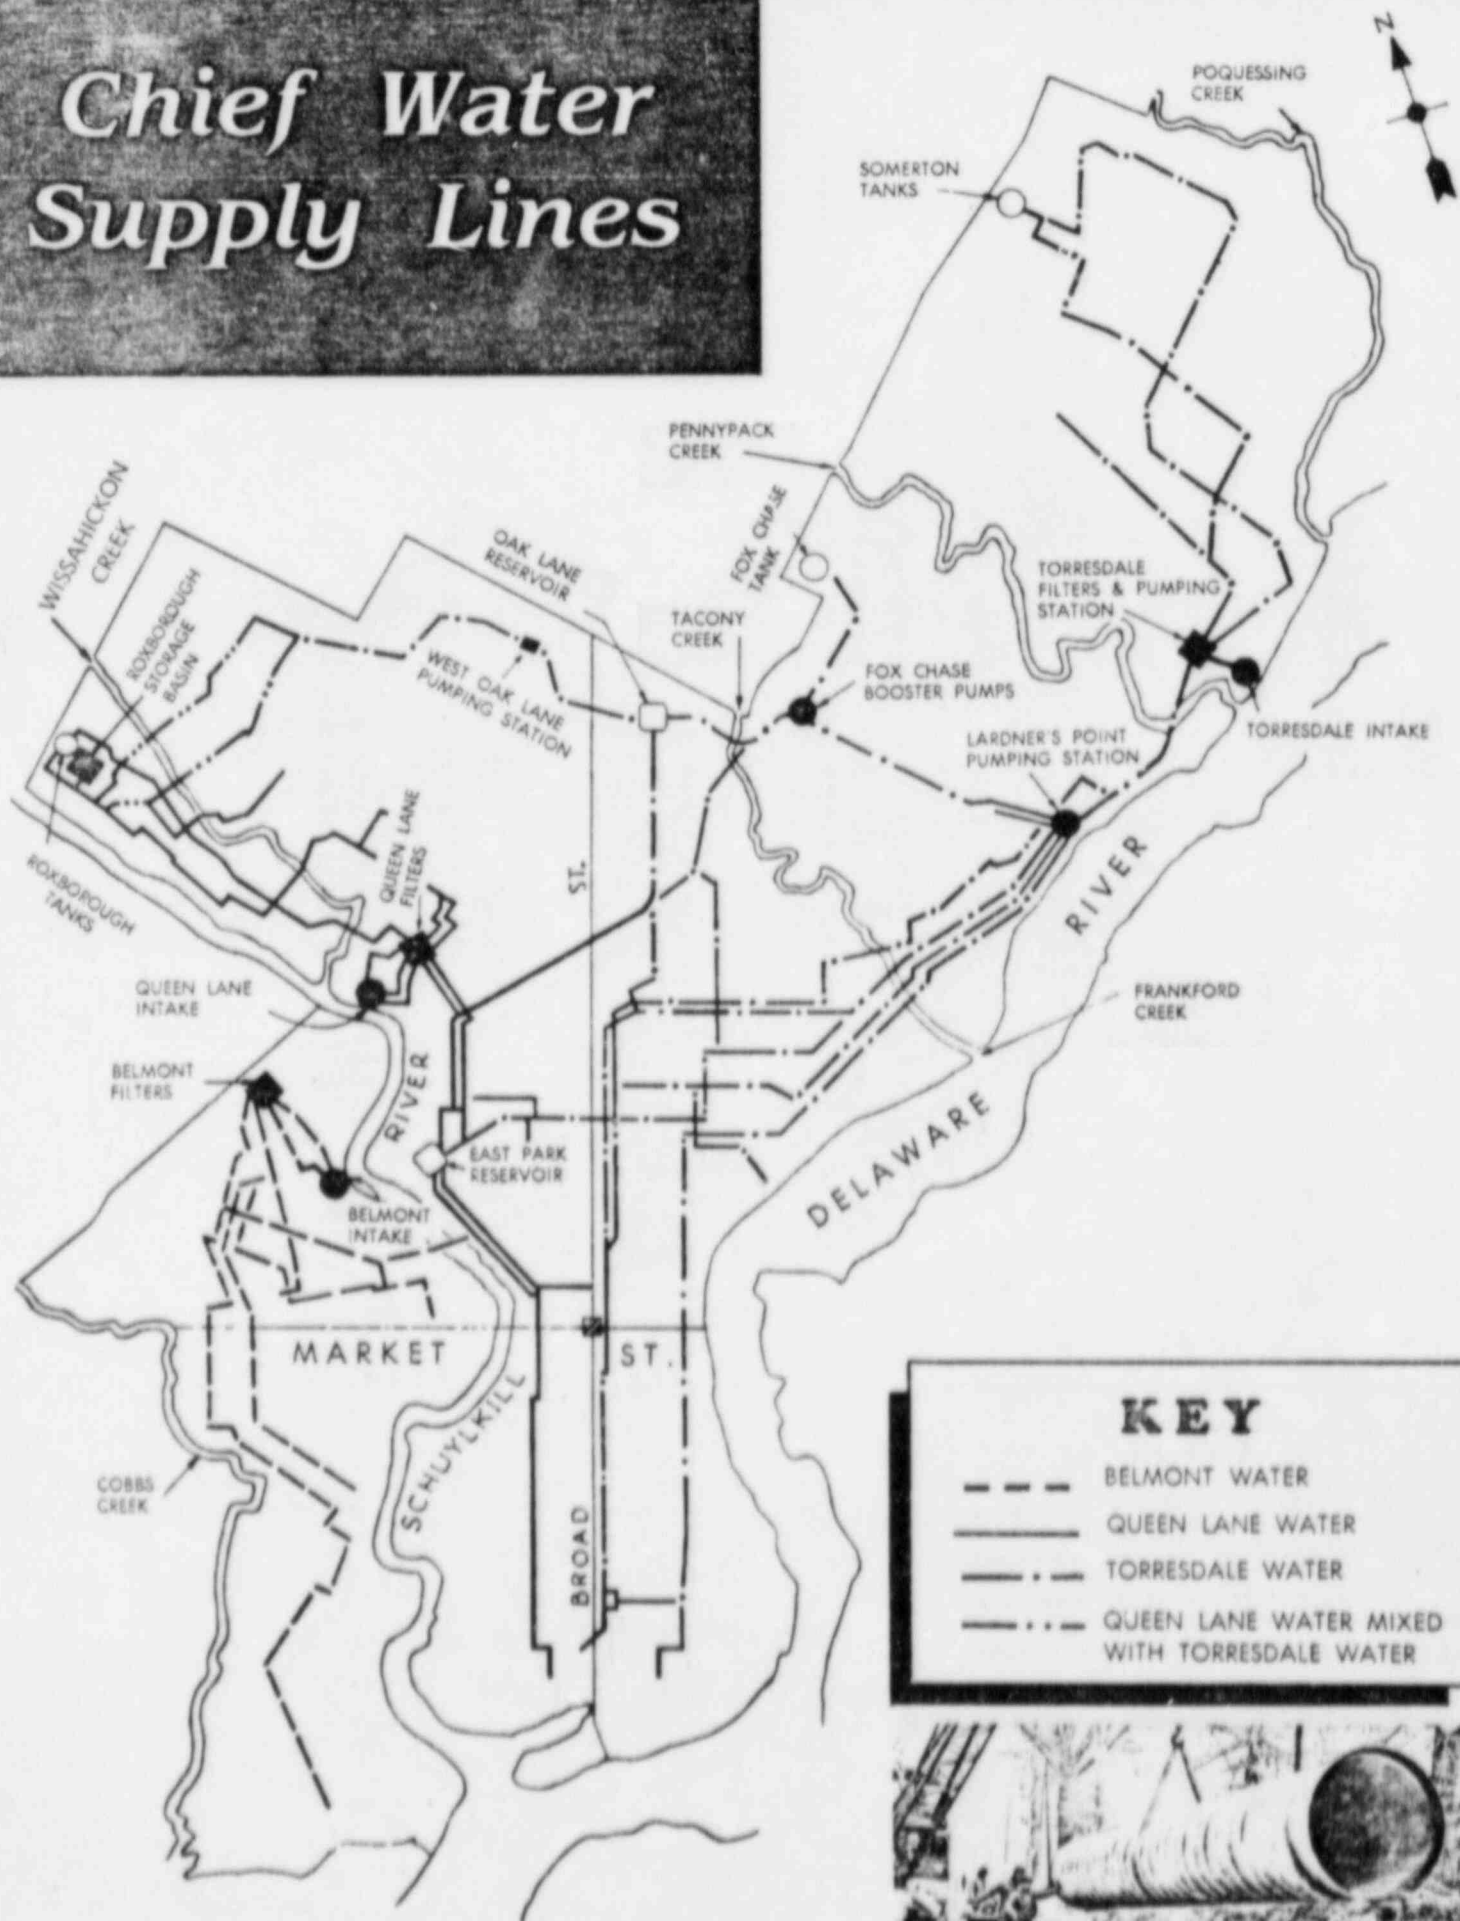 Chief Water
Supply Lines
N
POQUESSING
CREEK
SOMERTON
TANKS
PENNYPACK
CREEK
WISSAHICKON
CREEK
ROXBOROUGH
STORAGE
BASIN
OAK LANE
RESERVOIR
FOX CHASE
TANK
TACONY
CREEK
TORRESDALE
FILTERS & PUMPING
STATION
WEST OAK LANE
PUMPING STATION
FOX CHASE
BOOSTER PUMPS
LARDNER'S POINT
PUMPING STATION
TORRESDALE INTAKE
ROXBOROUGH
TANKS
QUEEN LANE
FILTERS
ST.
RIVER
QUEEN LANE
INTAKE
FRANKFORD
CREEK
BELMONT
FILTERS
RIVER
EAST PARK
RESERVOIR
DELAWARE
BELMONT
INTAKE
MARKET ST.
SCHUYLKILL
COBBS
CREEK
BROAD
KEY
BELMONT WATER
QUEEN LANE WATER
TORRESDALE WATER
QUEEN LANE WATER MIXED
WITH TORRESDALE WATER